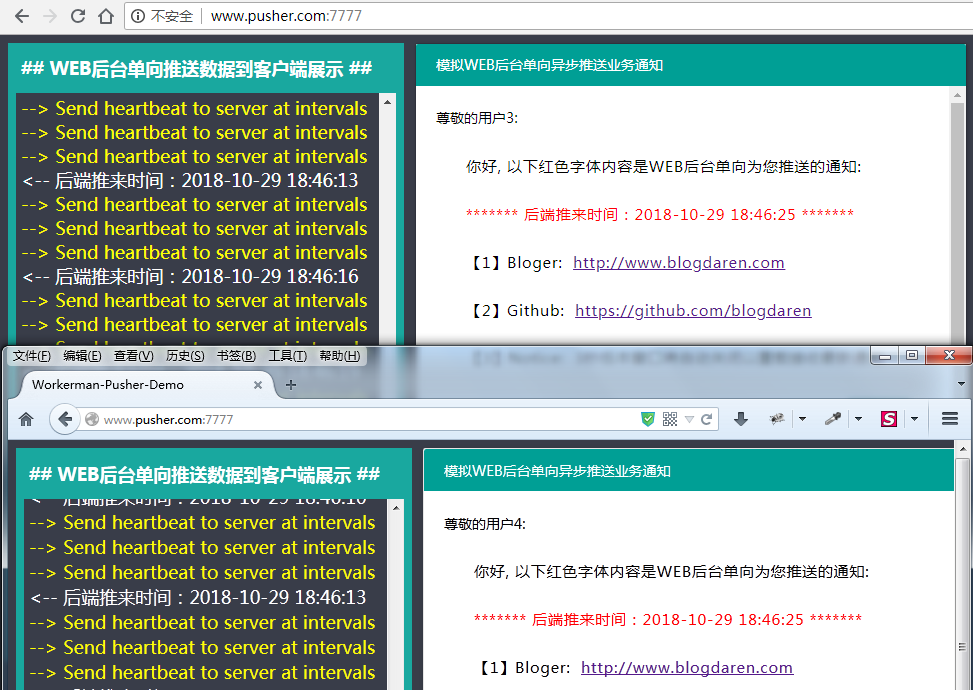 不安全 www.pusher.com:7777
## WEB后台单向推送数据到客户端展示 ##
--> Send heartbeat to server at intervals
--> Send heartbeat to server at intervals
--> Send heartbeat to server at intervals
<-- 后端推来时间：2018-10-29 18:46:13
--> Send heartbeat to server at intervals
--> Send heartbeat to server at intervals
--> Send heartbeat to server at intervals
<-- 后端推来时间：2018-10-29 18:46:16
--> Send heartbeat to server at intervals
--> Send heartbeat to server at intervals
模拟WEB后台单向异步推送业务通知
尊敬的用户3:
你好, 以下红色字体内容是WEB后台单向为您推送的通知:
******* 后端推来时间：2018-10-29 18:46:25 *******
【1】Bloger: http://www.blogdaren.com
【2】Github: https://github.com/blogdaren
文件(F) 编辑(E) 查看(V) 历史(S) 书签(B) 工具(T) 帮助(H)
Workerman-Pusher-Demo
www.pusher.com:7777
## WEB后台单向推送数据到客户端展示 ##
<-- 后端推来时间：2018-10-29 18:46:10
--> Send heartbeat to server at intervals
--> Send heartbeat to server at intervals
--> Send heartbeat to server at intervals
<-- 后端推来时间：2018-10-29 18:46:13
--> Send heartbeat to server at intervals
--> Send heartbeat to server at intervals
--> Send heartbeat to server at intervals
模拟WEB后台单向异步推送业务通知
尊敬的用户4:
你好, 以下红色字体内容是WEB后台单向为您推送的通知:
******* 后端推来时间：2018-10-29 18:46:25 *******
【1】Bloger: http://www.blogdaren.com